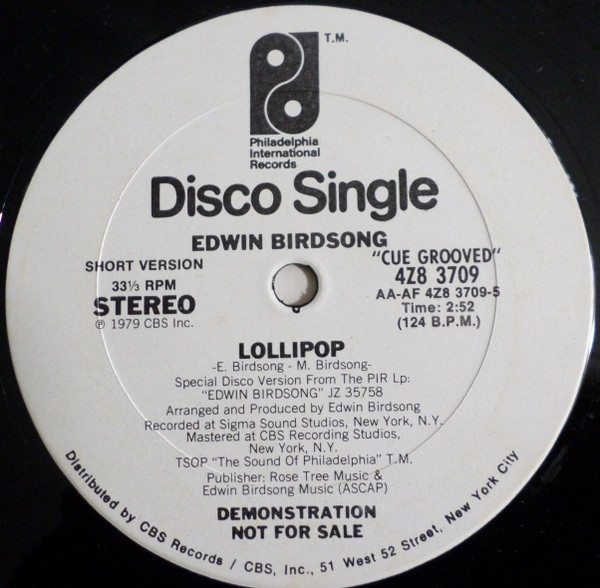 T.M.
Philadelphia
International
Records
Disco Single
EDWIN BIRDSONG
SHORT VERSION
33⅓ RPM
STEREO
℗ 1979 CBS Inc.
"CUE GROOVED"
4Z8 3709
AA-AF 4Z8 3709-5
Time: 2:52
(124 B.P.M.)
LOLLIPOP
-E. Birdsong - M. Birdsong-
Special Disco Version From The PIR Lp:
"EDWIN BIRDSONG" JZ 35758
Arranged and Produced by Edwin Birdsong
Recorded at Sigma Sound Studios, New York, N.Y.
Mastered at CBS Recording Studios,
New York, N.Y.
TSOP "The Sound Of Philadelphia" T.M.
Publisher: Rose Tree Music &
Edwin Birdsong Music (ASCAP)
DEMONSTRATION
NOT FOR SALE
Distributed by CBS Records / CBS, Inc., 51 West 52 Street, New York City